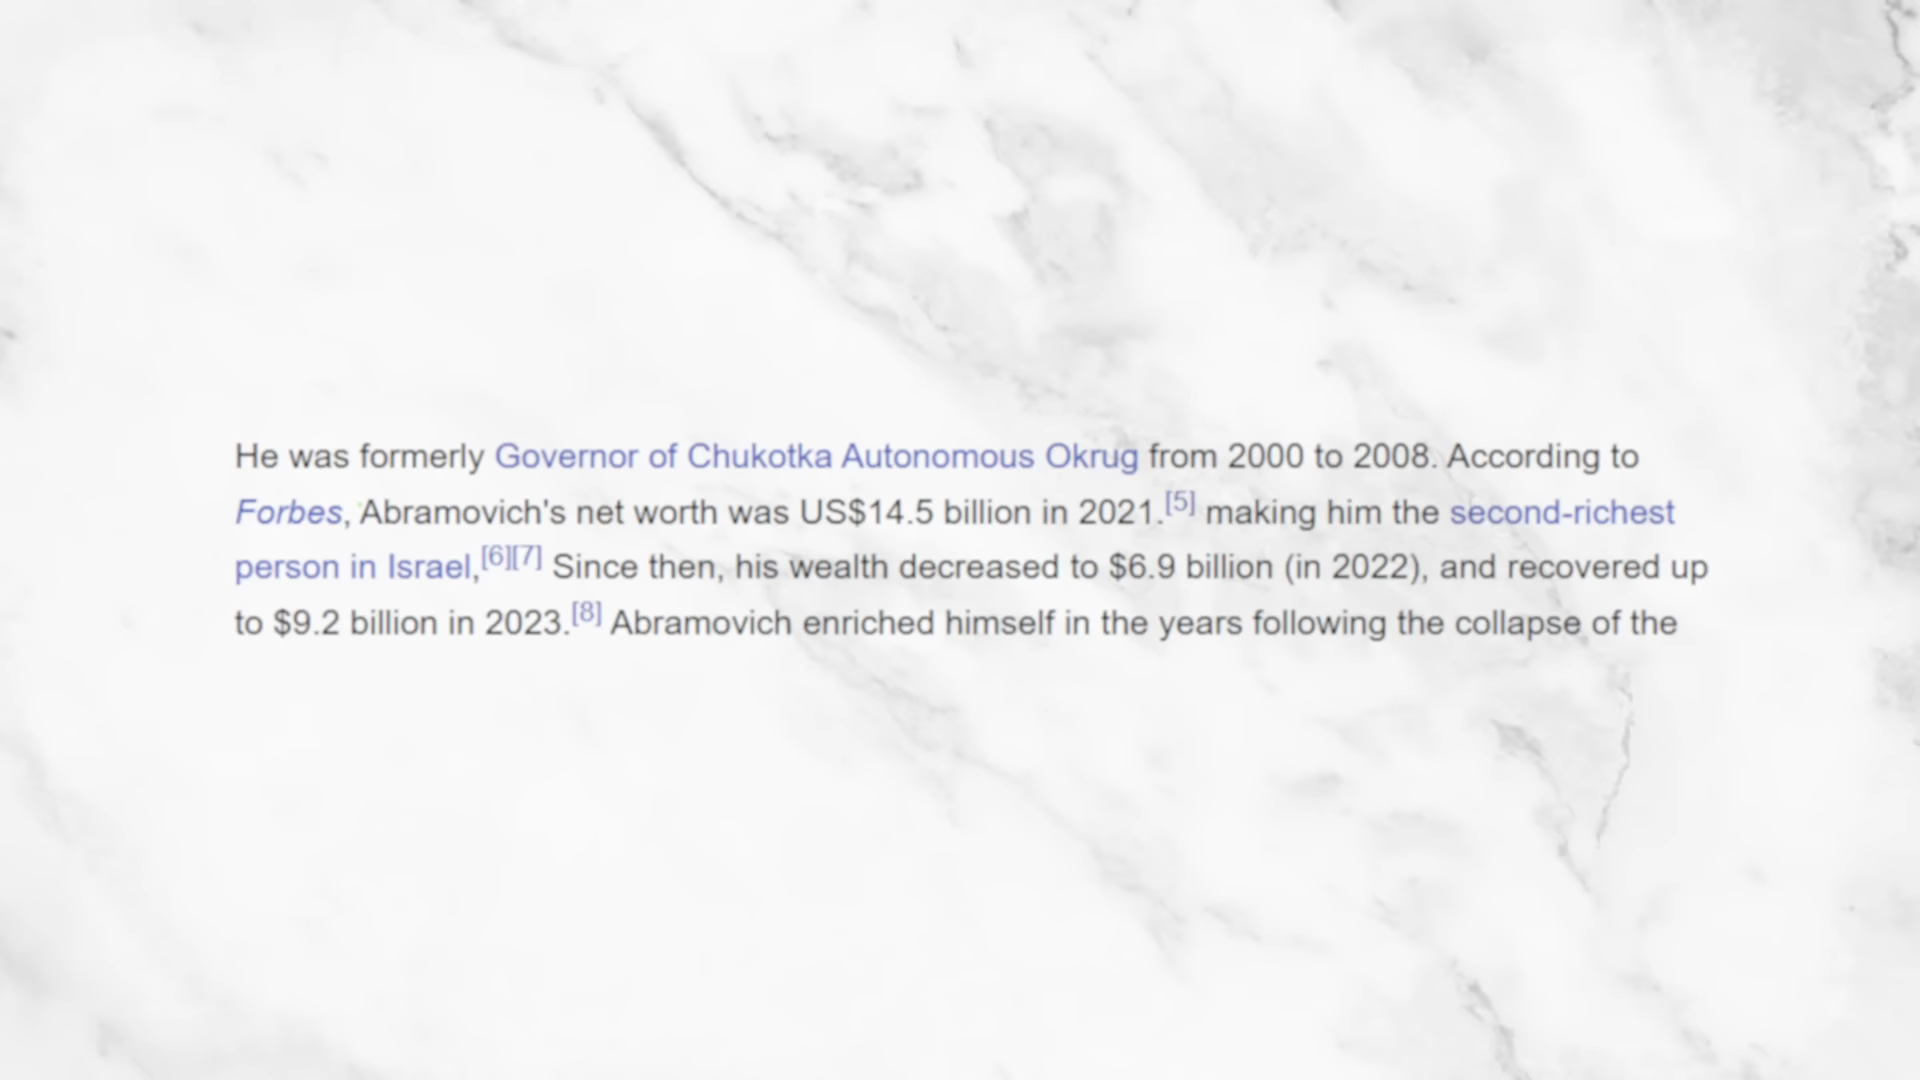 He was formerly Governor of Chukotka Autonomous Okrug from 2000 to 2008. According to
Forbes, Abramovich's net worth was US$14.5 billion in 2021.[5] making him the second-richest
person in Israel,[6][7] Since then, his wealth decreased to $6.9 billion (in 2022), and recovered up
to $9.2 billion in 2023.[8] Abramovich enriched himself in the years following the collapse of the